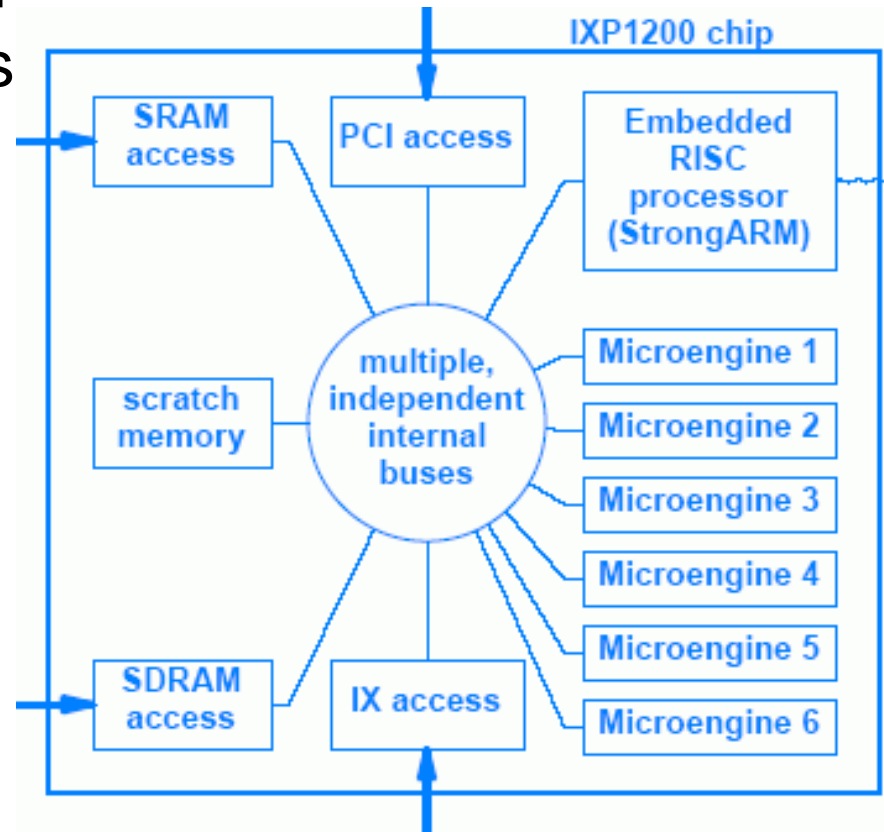 s
IXP1200 chip
SRAM
access
PCI access
Embedded
RISC
processor
(StrongARM)
multiple,
independent
internal
buses
scratch
memory
Microengine 1
Microengine 2
Microengine 3
Microengine 4
Microengine 5
Microengine 6
SDRAM
access
IX access